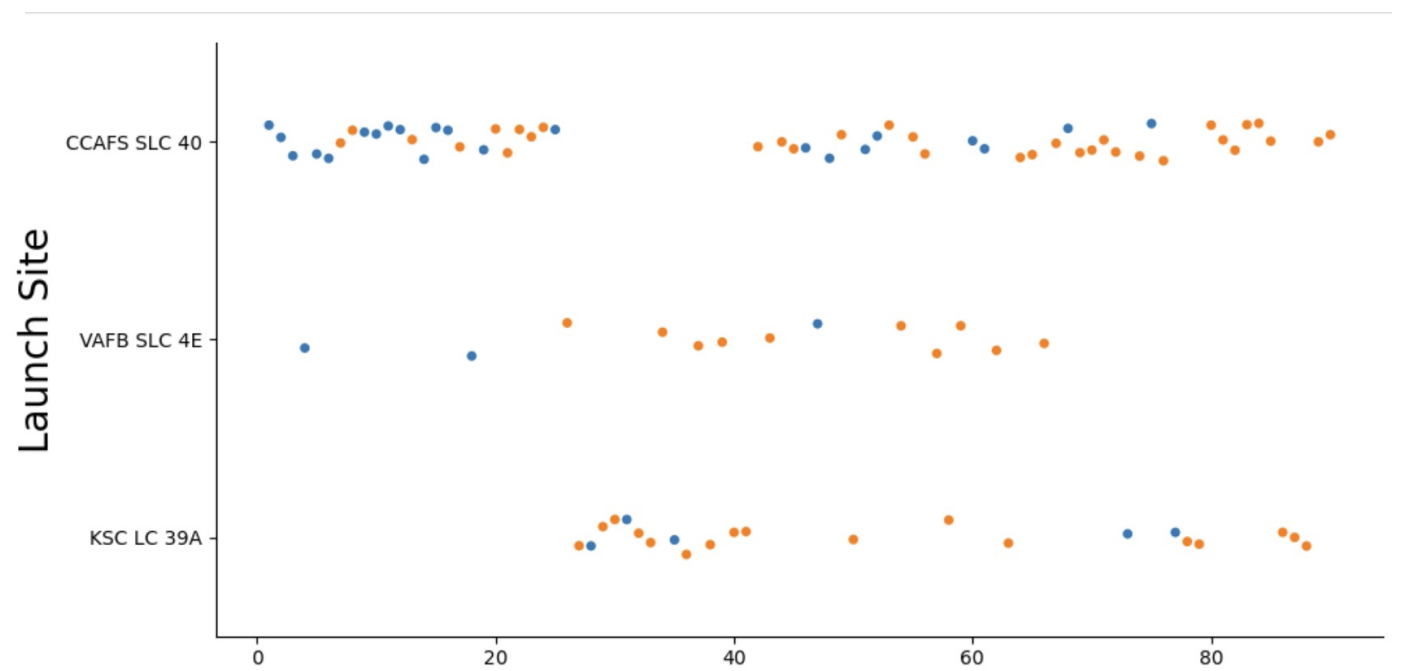 Launch Site
CCAFS SLC 40
VAFB SLC 4E
KSC LC 39A
0 20 40 60 80